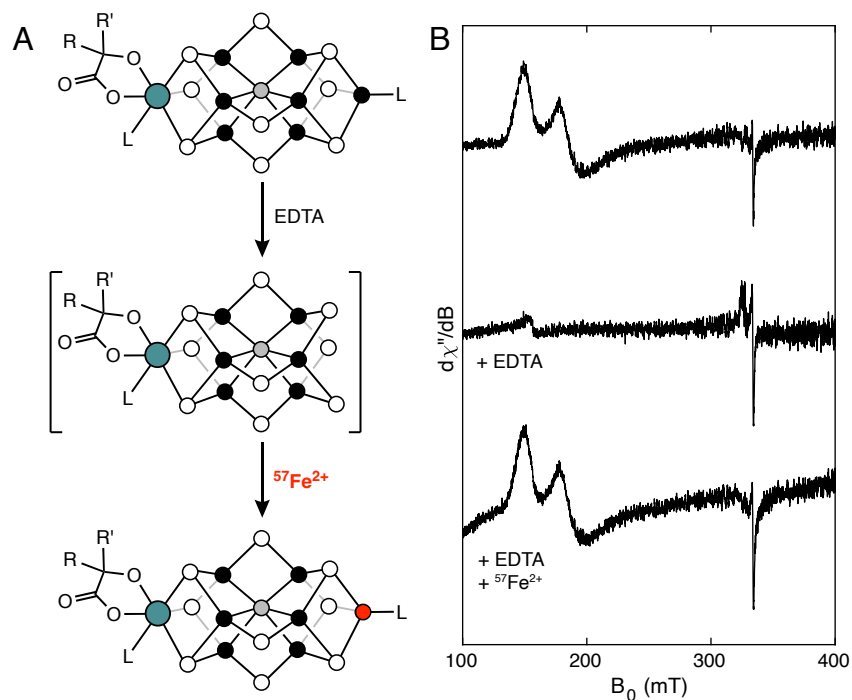 A
R'
R
O
O
O
L
L
EDTA
R'
R
O
O
O
L
⁵⁷Fe²⁺
R'
R
O
O
O
L
L
B
dχ"/dB
+ EDTA
+ EDTA
+ ⁵⁷Fe²⁺
100 200 300 400
B₀ (mT)